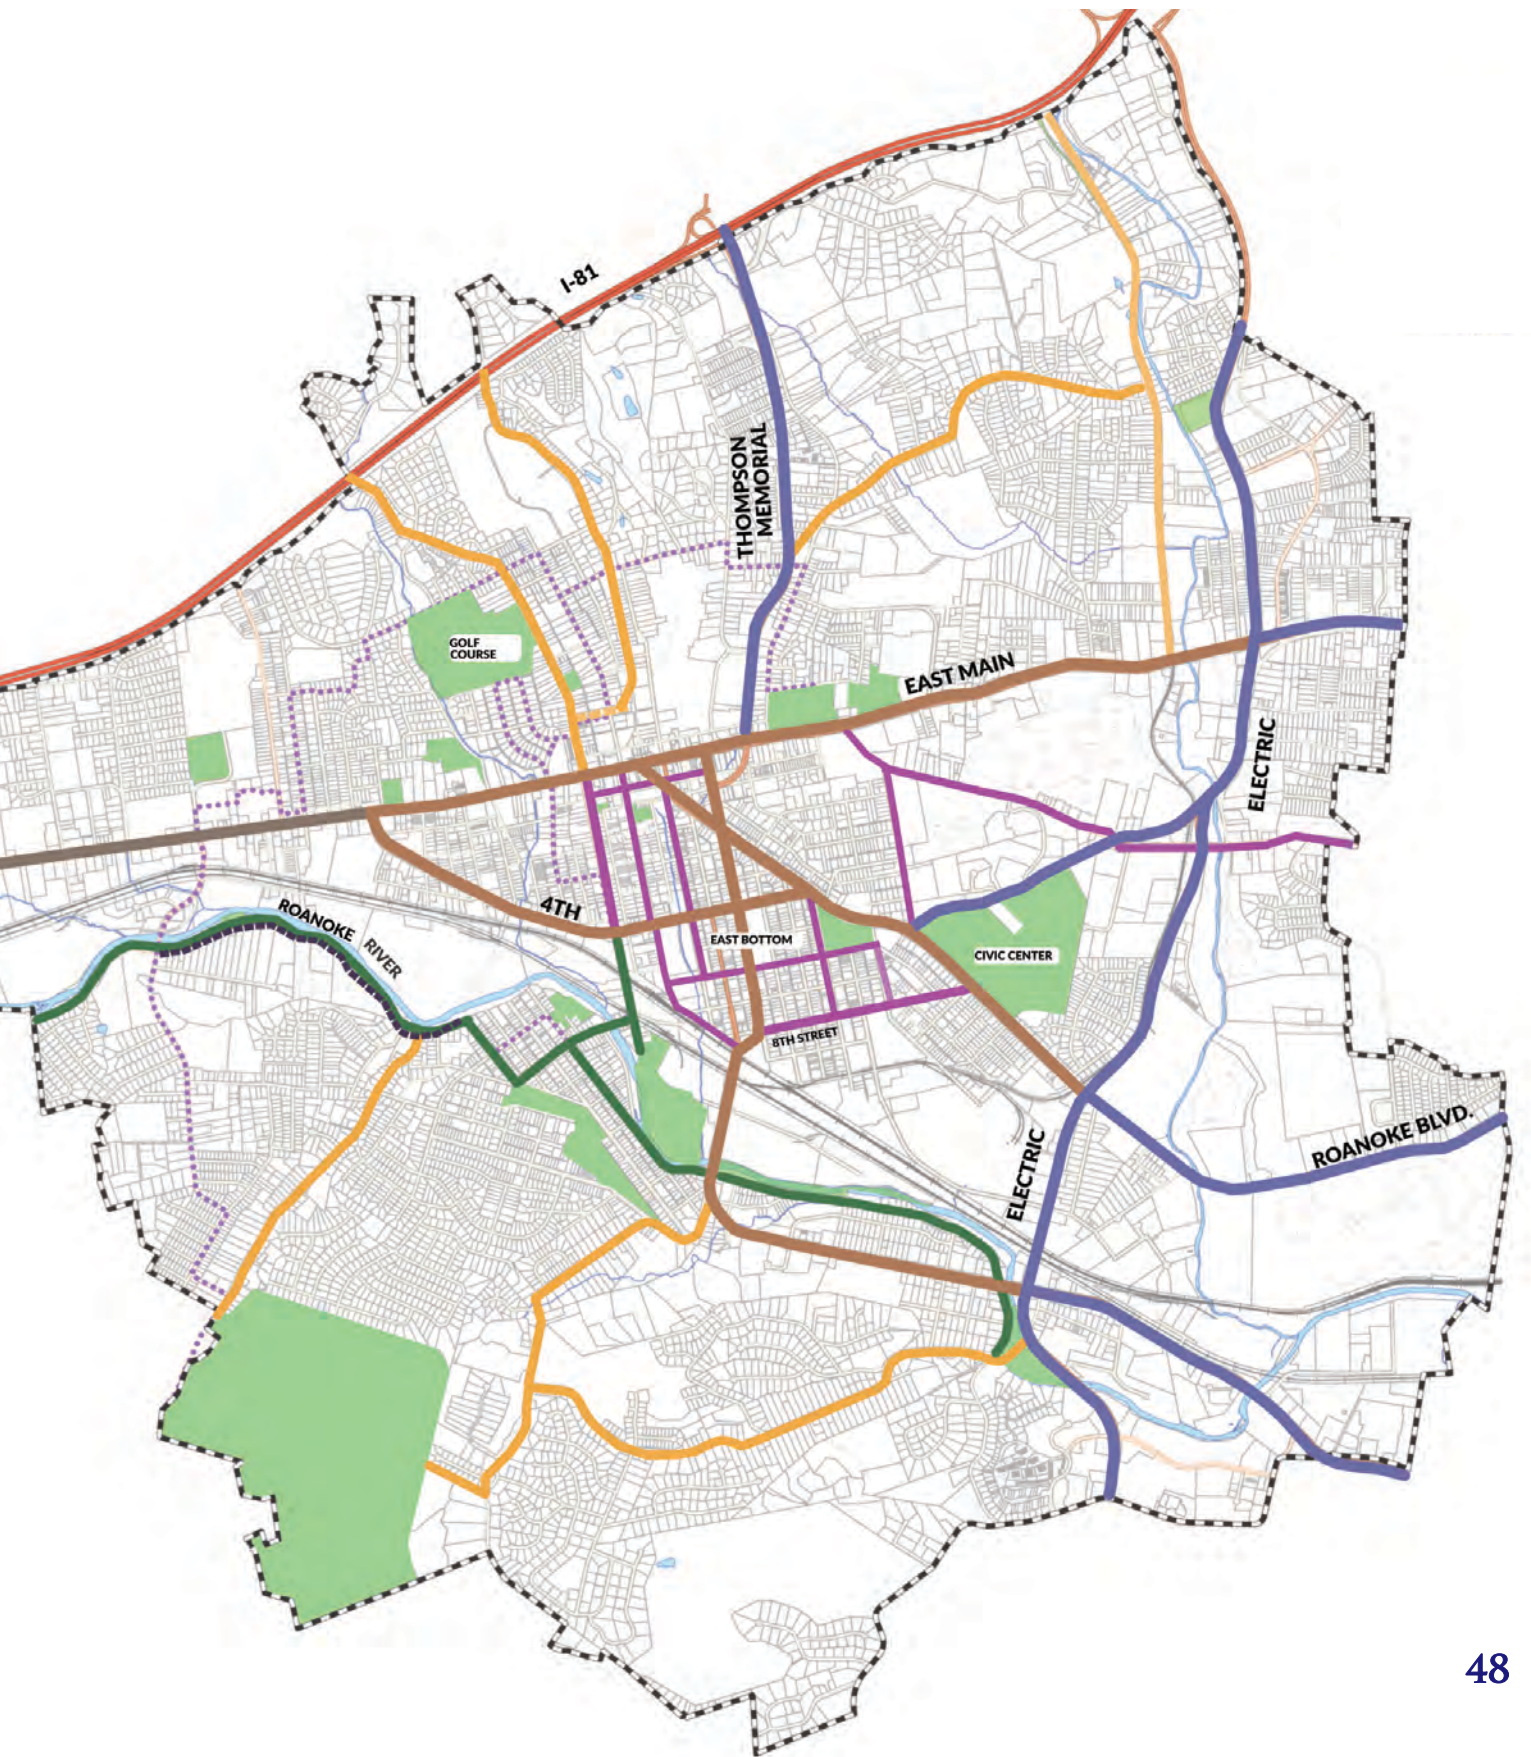 I-81
THOMPSON
MEMORIAL
GOLF
COURSE
EAST MAIN
ELECTRIC
4TH
ROANOKE RIVER
EAST BOTTOM
CIVIC CENTER
8TH STREET
ROANOKE BLVD.
ELECTRIC
48